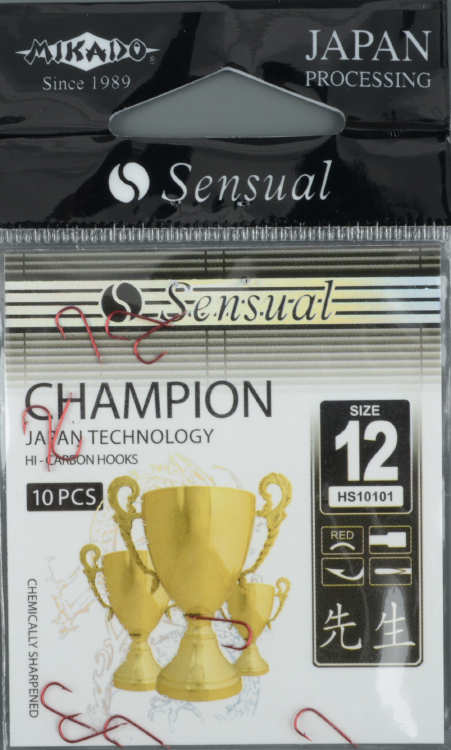 MIKADO®
Since 1989
JAPAN
PROCESSING
Sensual
Sensual
CHAMPION
JAPAN TECHNOLOGY
HI - CARBON HOOKS
10 PCS
SIZE
12
HS10101
RED
先生
CHEMICALLY SHARPENED